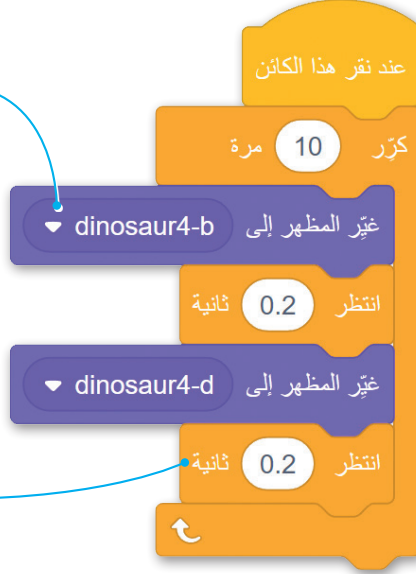 عند نقر هذا الكائن
كرّر 10 مرة
غيّر المظهر إلى dinosaur4-b
انتظر 0.2 ثانية
غيّر المظهر إلى dinosaur4-d
انتظر 0.2 ثانية